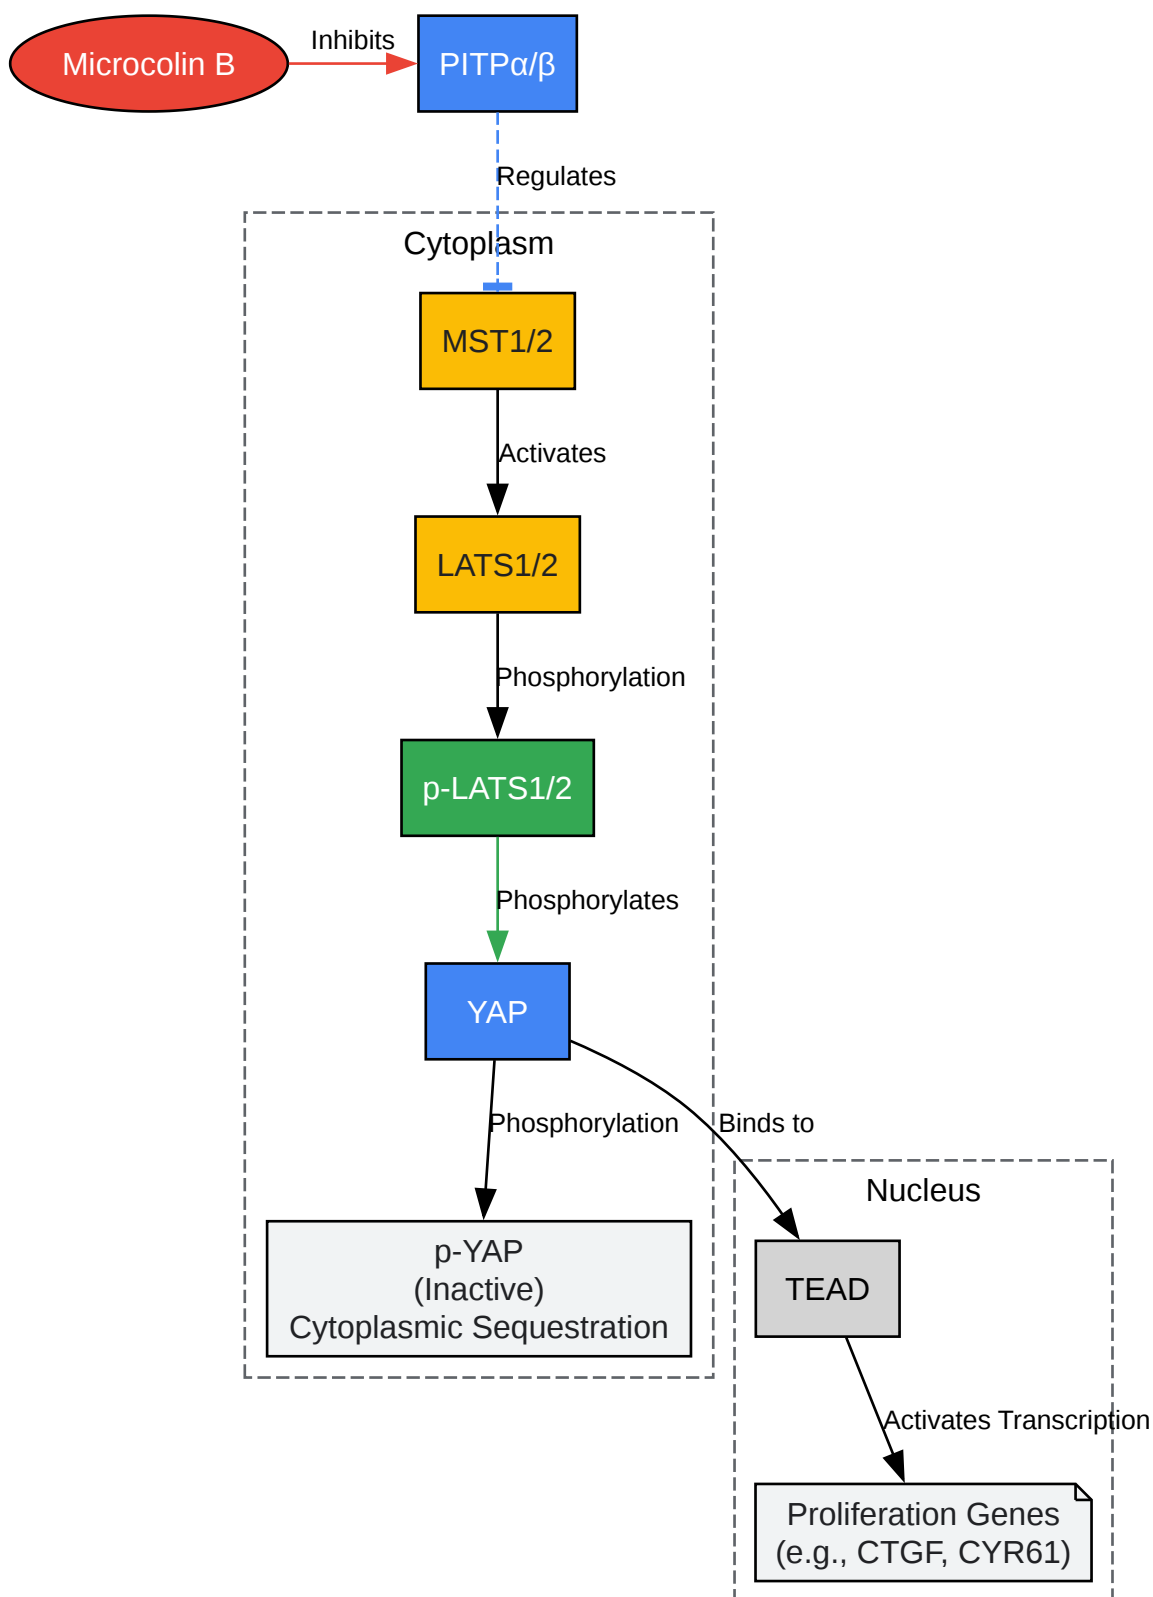 Microcolin B
Inhibits
PITPα/β
Regulates
Cytoplasm
MST1/2
Activates
LATS1/2
Phosphorylation
p-LATS1/2
Phosphorylates
YAP
Phosphorylation
Binds to
p-YAP
(Inactive)
Cytoplasmic Sequestration
Nucleus
TEAD
Activates Transcription
Proliferation Genes
(e.g., CTGF, CYR61)